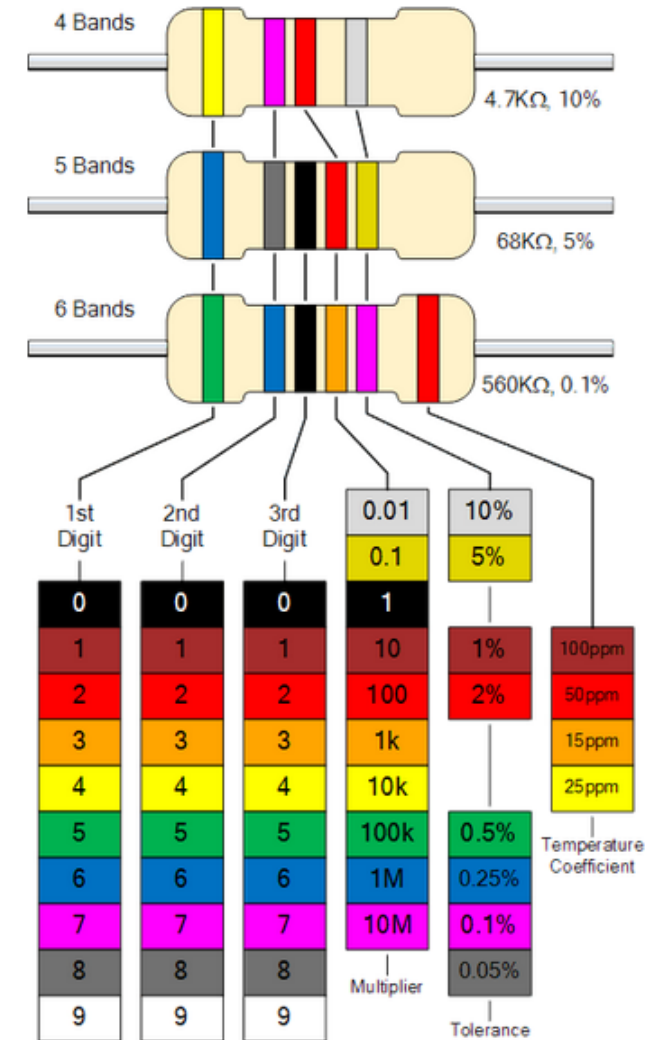 4 Bands
4.7KΩ, 10%
5 Bands
68KΩ, 5%
6 Bands
560KΩ, 0.1%
1st
Digit
2nd
Digit
3rd
Digit
0.01 10%
0.1 5%
0 0 0 1
1 1 1 10 1% 100ppm
2 2 2 100 2% 50ppm
3 3 3 1k 15ppm
4 4 4 10k 25ppm
5 5 5 100k 0.5%
6 6 6 1M 0.25%
7 7 7 10M 0.1%
8 8 8 0.05%
9 9 9
Temperature
Coefficient
Multiplier
Tolerance